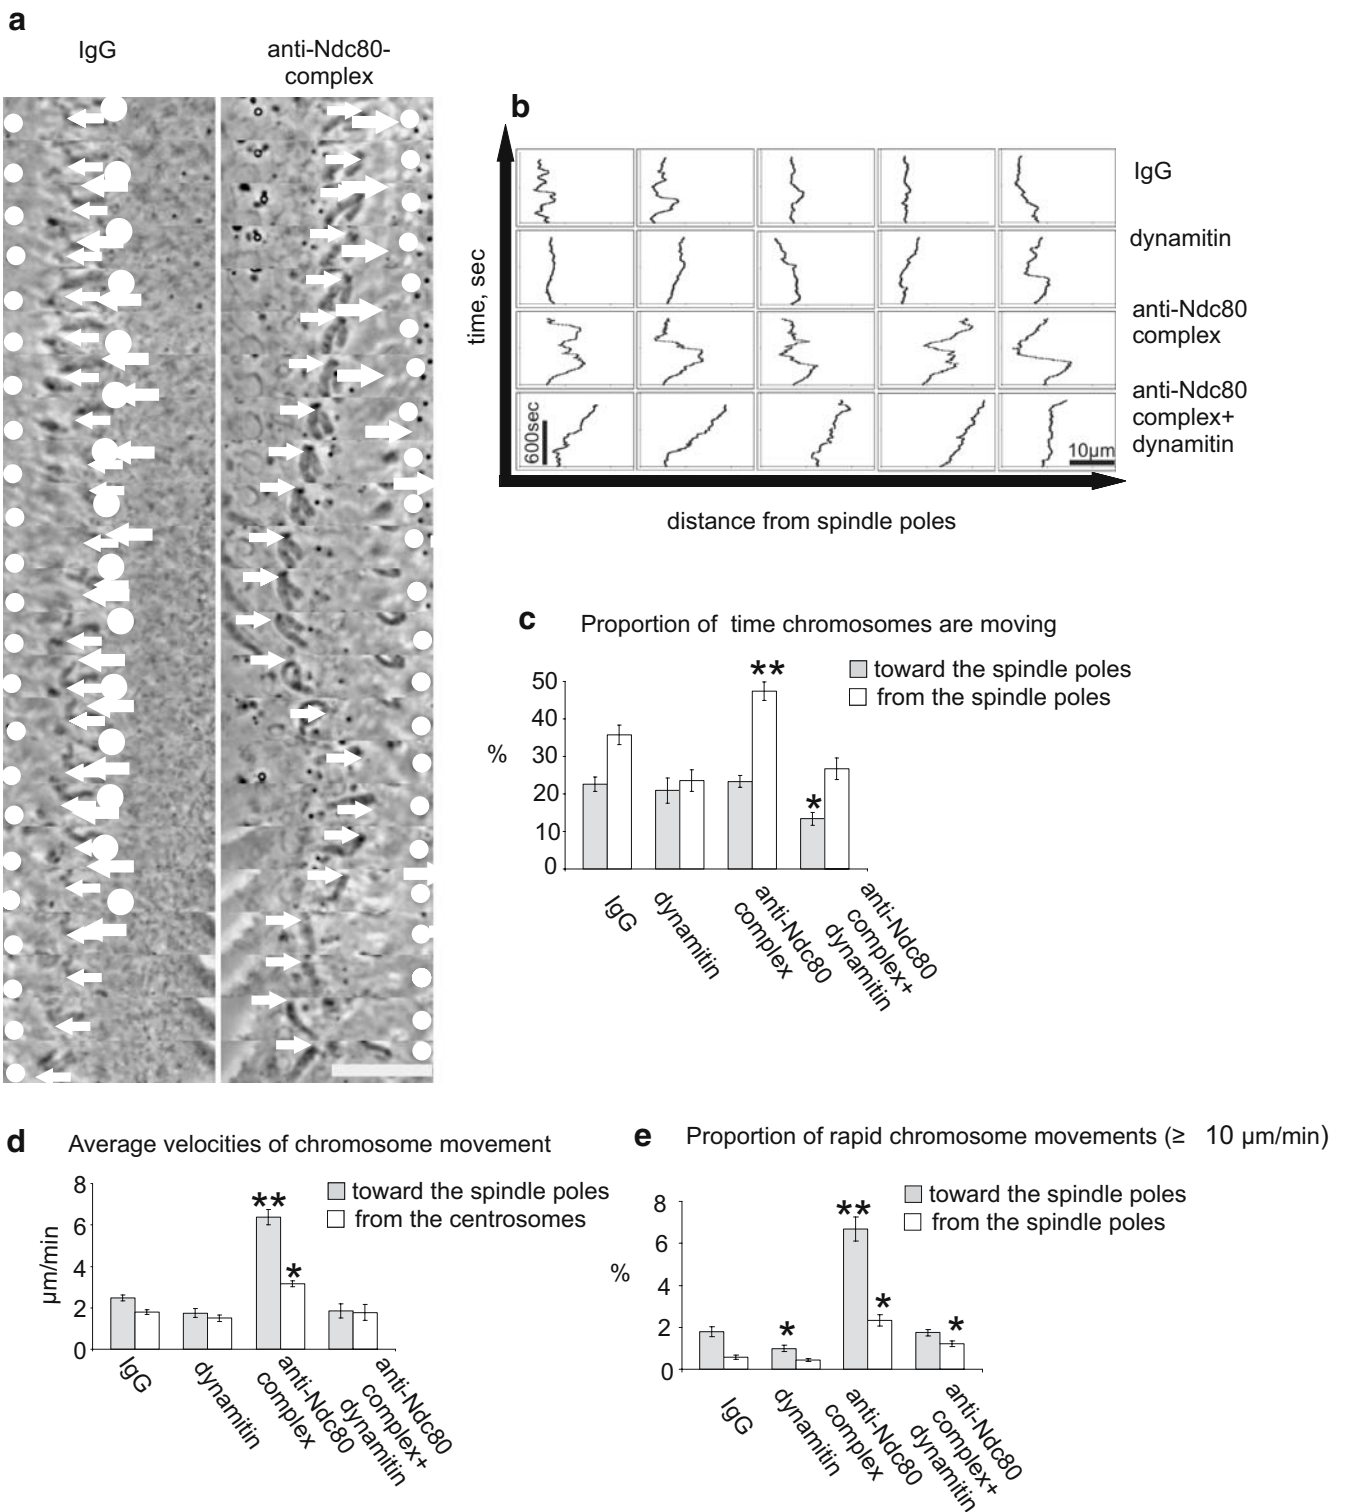 a
IgG
anti-Ndc80-
complex
b
time, sec
IgG
dynamitin
anti-Ndc80
complex
anti-Ndc80
complex+
dynamitin
600sec
10µm
distance from spindle poles
c
Proportion of time chromosomes are moving
toward the spindle poles
from the spindle poles
**
50
40
30
20
10
0
%
*
IgG
dynamitin
anti-Ndc80
complex
anti-Ndc80
complex+
dynamitin
d
Average velocities of chromosome movement
toward the spindle poles
from the centrosomes
8
6
4
2
0
µm/min
**
*
IgG
dynamitin
anti-Ndc80
complex
anti-Ndc80
complex+
dynamitin
e
Proportion of rapid chromosome movements (≥ 10 µm/min)
toward the spindle poles
from the spindle poles
8
6
4
2
0
%
*
**
*
*
IgG
dynamitin
anti-Ndc80
complex
anti-Ndc80
complex+
dynamitin